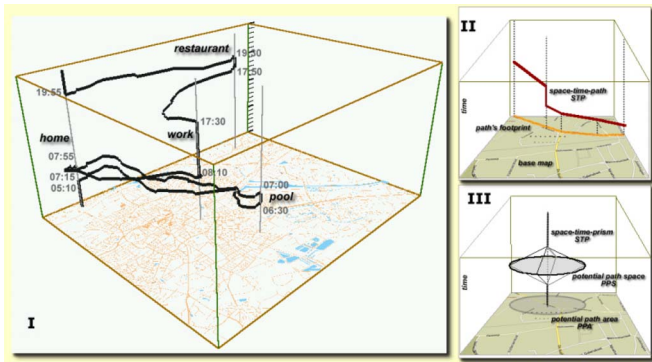 restaurant
19:30
17:50
19:55
home
work
17:30
07:55
07:15
05:10
08:10
07:00
pool
06:30
I
II
space-time-path
STP
time
path's footprint
base map
III
space-time-prism
STP
potential path space
PPS
time
potential path area
PPA